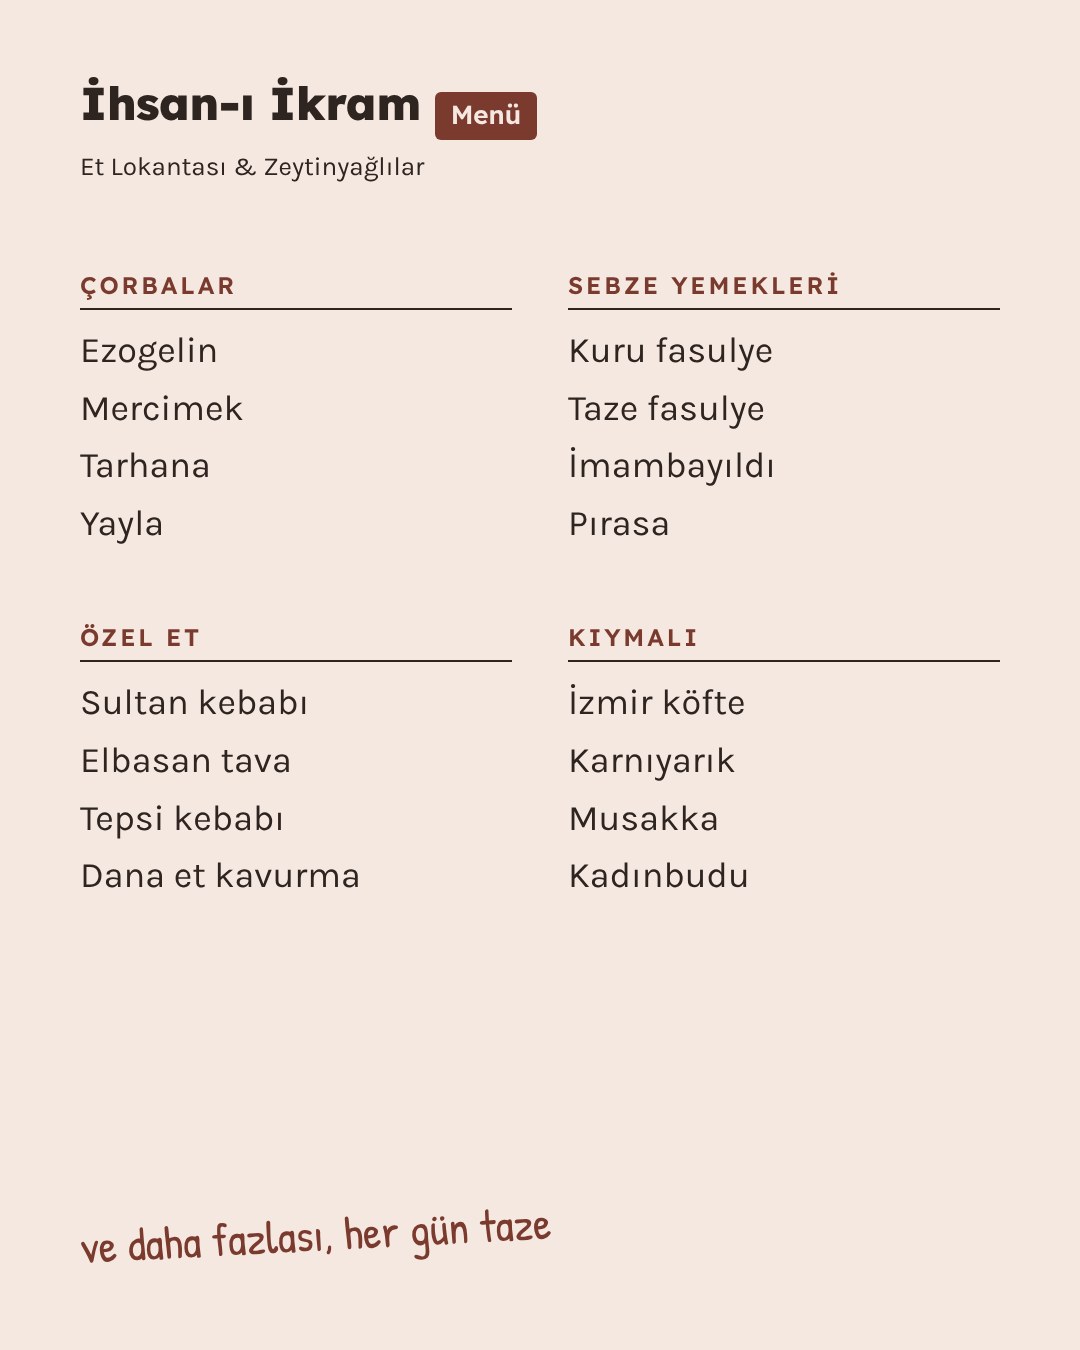 İhsan-ı İkram Menü
Et Lokantası & Zeytinyağlılar
ÇORBALAR
Ezogelin
Mercimek
Tarhana
Yayla
SEBZE YEMEKLERİ
Kuru fasulye
Taze fasulye
İmambayıldı
Pırasa
ÖZEL ET
Sultan kebabı
Elbasan tava
Tepsi kebabı
Dana et kavurma
KIYMALI
İzmir köfte
Karnıyarık
Musakka
Kadınbudu
ve daha fazlası, her gün taze